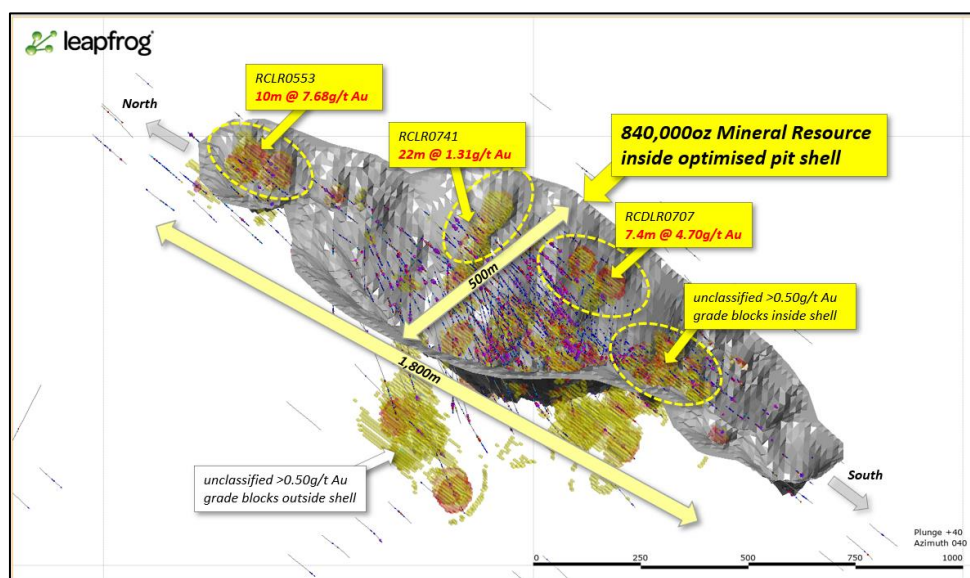 leapfrog
RCLR0553
10m @ 7.68g/t Au
North
RCLR0741
22m @ 1.31g/t Au
840,000oz Mineral Resource
inside optimised pit shell
RCDLR0707
7.4m @ 4.70g/t Au
500m
unclassified >0.50g/t Au
grade blocks inside shell
1,800m
unclassified >0.50g/t Au
grade blocks outside shell
South
Plunge +40
Azimuth 040
0 250 500 750 1000